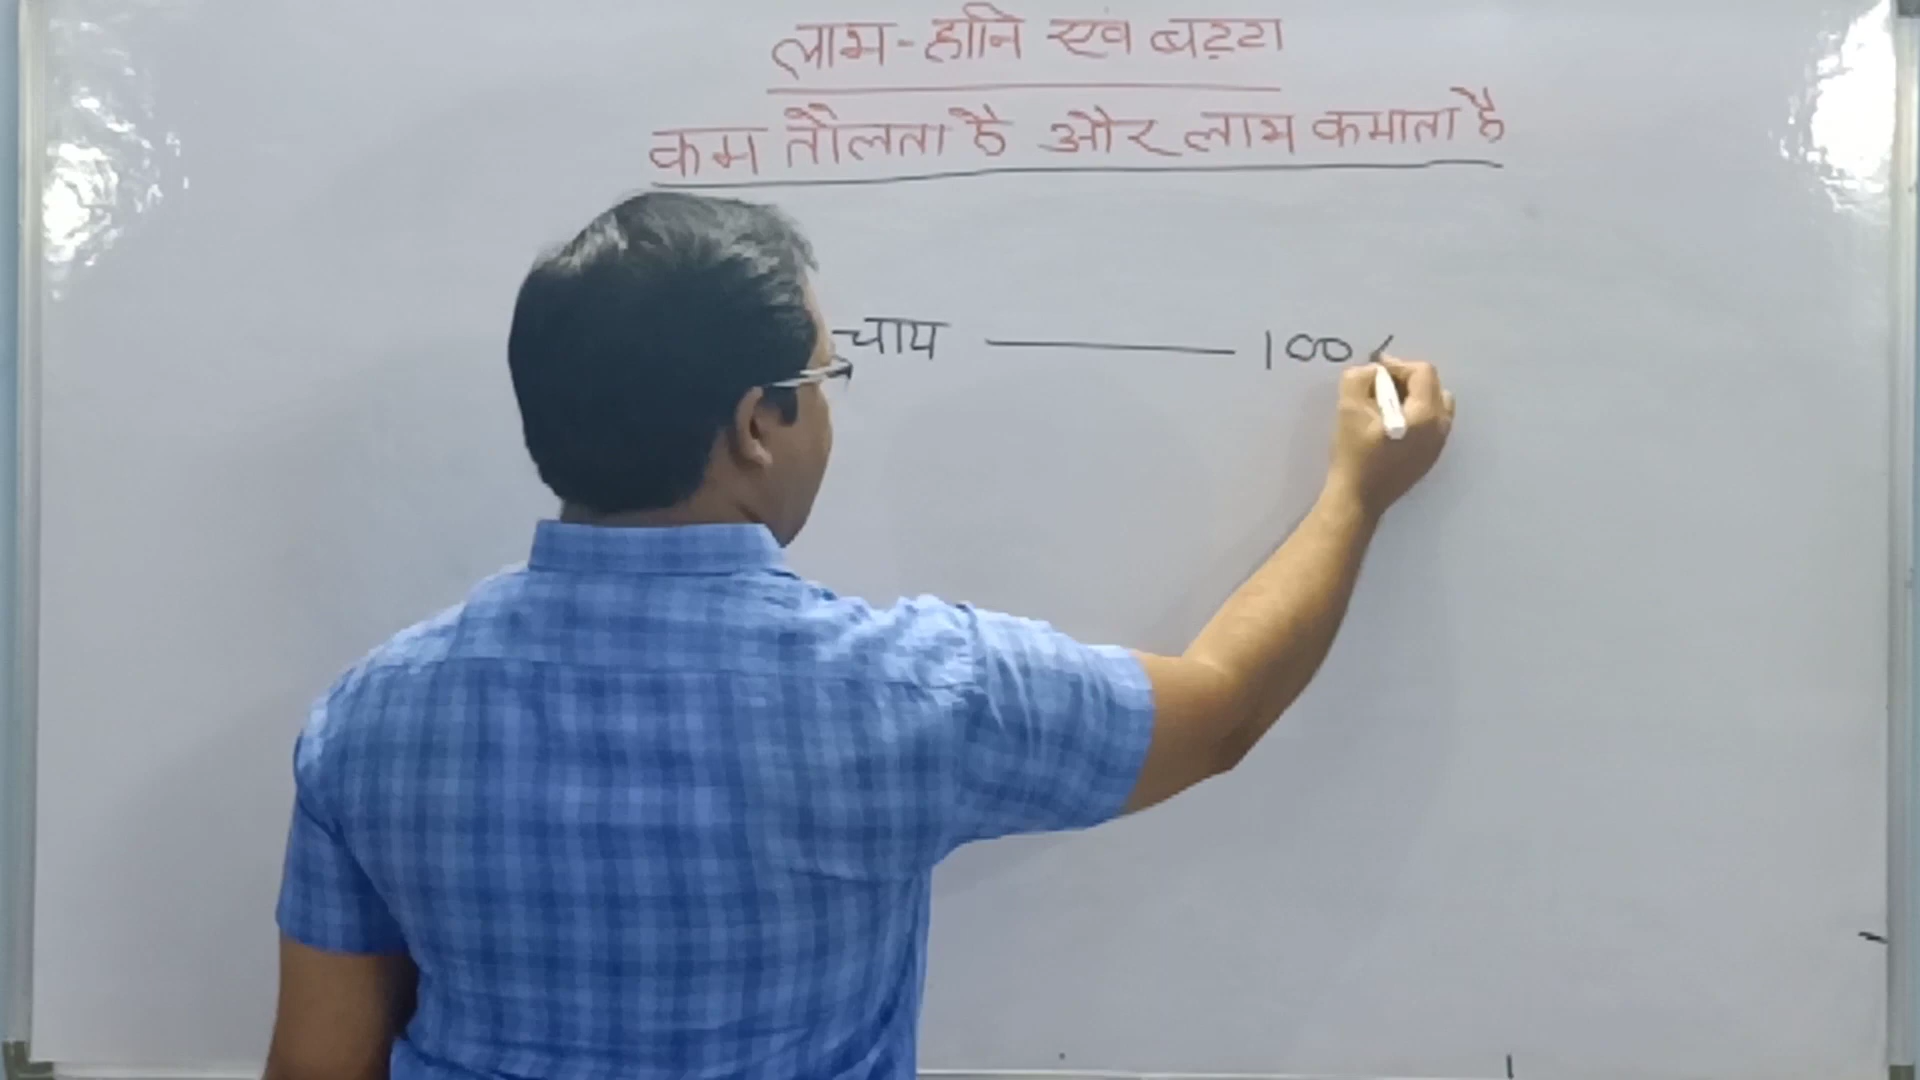 लाभ-हानि एवं बट्टा
कम तौलता है और लाभ कमाता है
चाय ——— 100